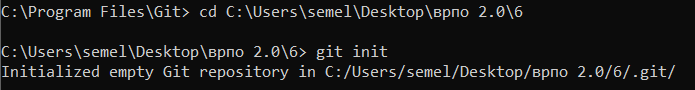 C:\Program Files\Git> cd C:\Users\semel\Desktop\врпо 2.0\6
C:\Users\semel\Desktop\врпо 2.0\6> git init
Initialized empty Git repository in C:/Users/semel/Desktop/врпо 2.0/6/.git/